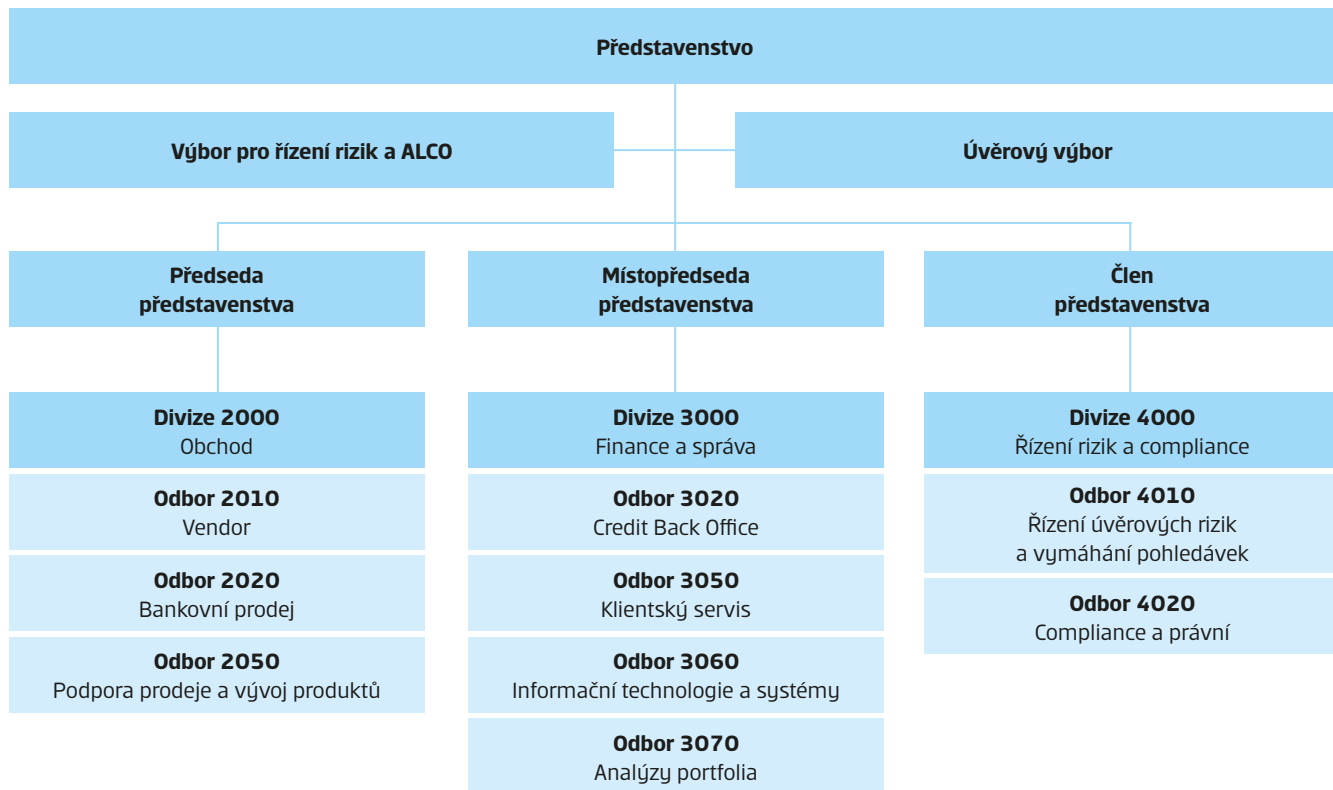 Představenstvo
Výbor pro řízení rizik a ALCO
Úvěrový výbor
Předseda
představenstva
Místopředseda
představenstva
Člen
představenstva
Divize 2000
Obchod
Odbor 2010
Vendor
Odbor 2020
Bankovní prodej
Odbor 2050
Podpora prodeje a vývoj produktů
Divize 3000
Finance a správa
Odbor 3020
Credit Back Office
Odbor 3050
Klientský servis
Odbor 3060
Informační technologie a systémy
Odbor 3070
Analýzy portfolia
Divize 4000
Řízení rizik a compliance
Odbor 4010
Řízení úvěrových rizik
a vymáhání pohledávek
Odbor 4020
Compliance a právní